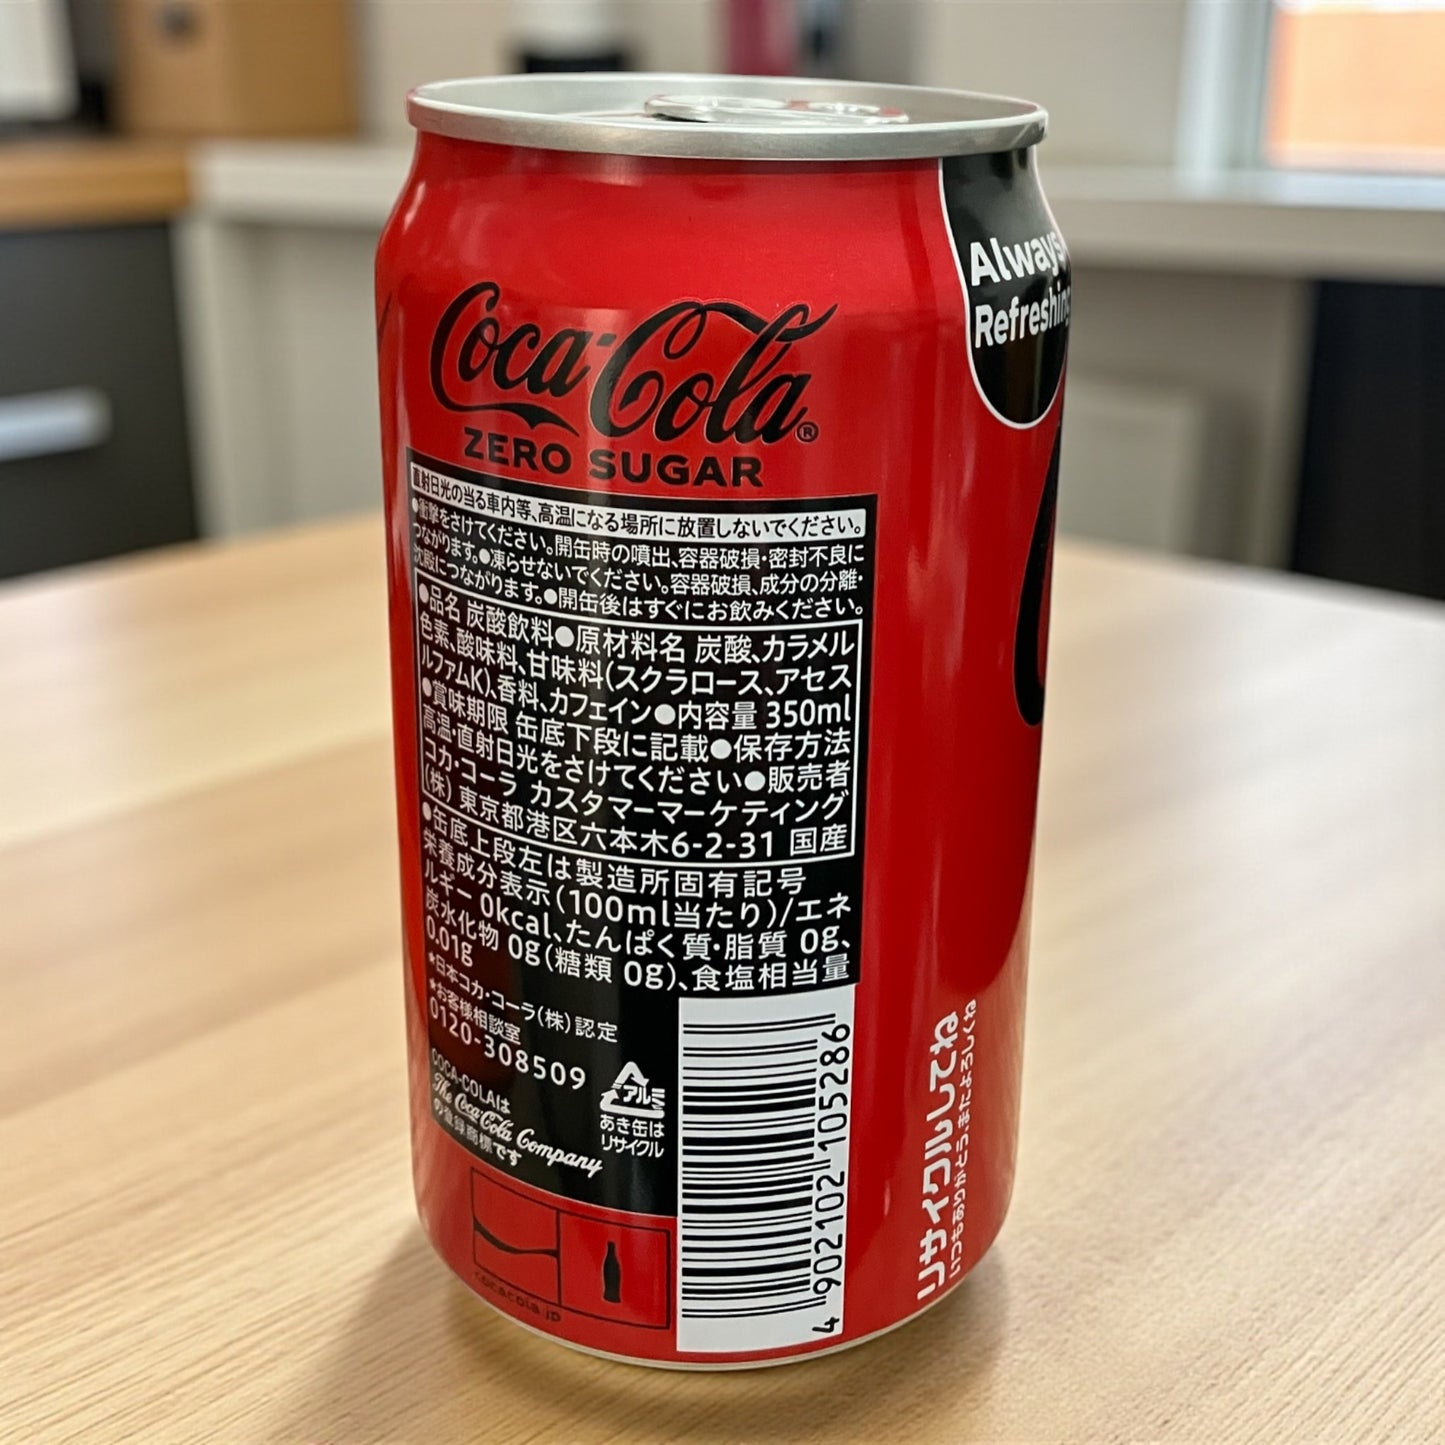 Always
Refreshing
Coca-Cola®
ZERO SUGAR
直射日光の当る車内等、高温になる場所に放置しないでください。
●衝撃をさけてください。開缶時の噴出、容器破損・密封不良に
つながります。●凍らせないでください。容器破損、成分の分離・
沈殿につながります。●開缶後はすぐにお飲みください。
●品名 炭酸飲料●原材料名 炭酸、カラメル
色素、酸味料、甘味料(スクラロース、アセス
ルファムK)、香料、カフェイン●内容量 350ml
●賞味期限 缶底下段に記載●保存方法
高温・直射日光をさけてください●販売者
コカ・コーラ カスタマーマーケティング
(株) 東京都港区六本木6-2-31 国産
●缶底上段左は製造所固有記号
栄養成分表示(100ml当たり)/エネ
ルギー 0kcal、たんぱく質・脂質 0g、
炭水化物 0g(糖類 0g)、食塩相当量
0.01g
★日本コカ・コーラ(株)認定
★お客様相談室
0120-308509
COCA-COLAは
The Coca-Cola Company
の登録商標です
アルミ
あき缶は
リサイクル
cocacola.jp
4 902102 105286
リサイクルしてね
いつもありがとう、またよろしくね